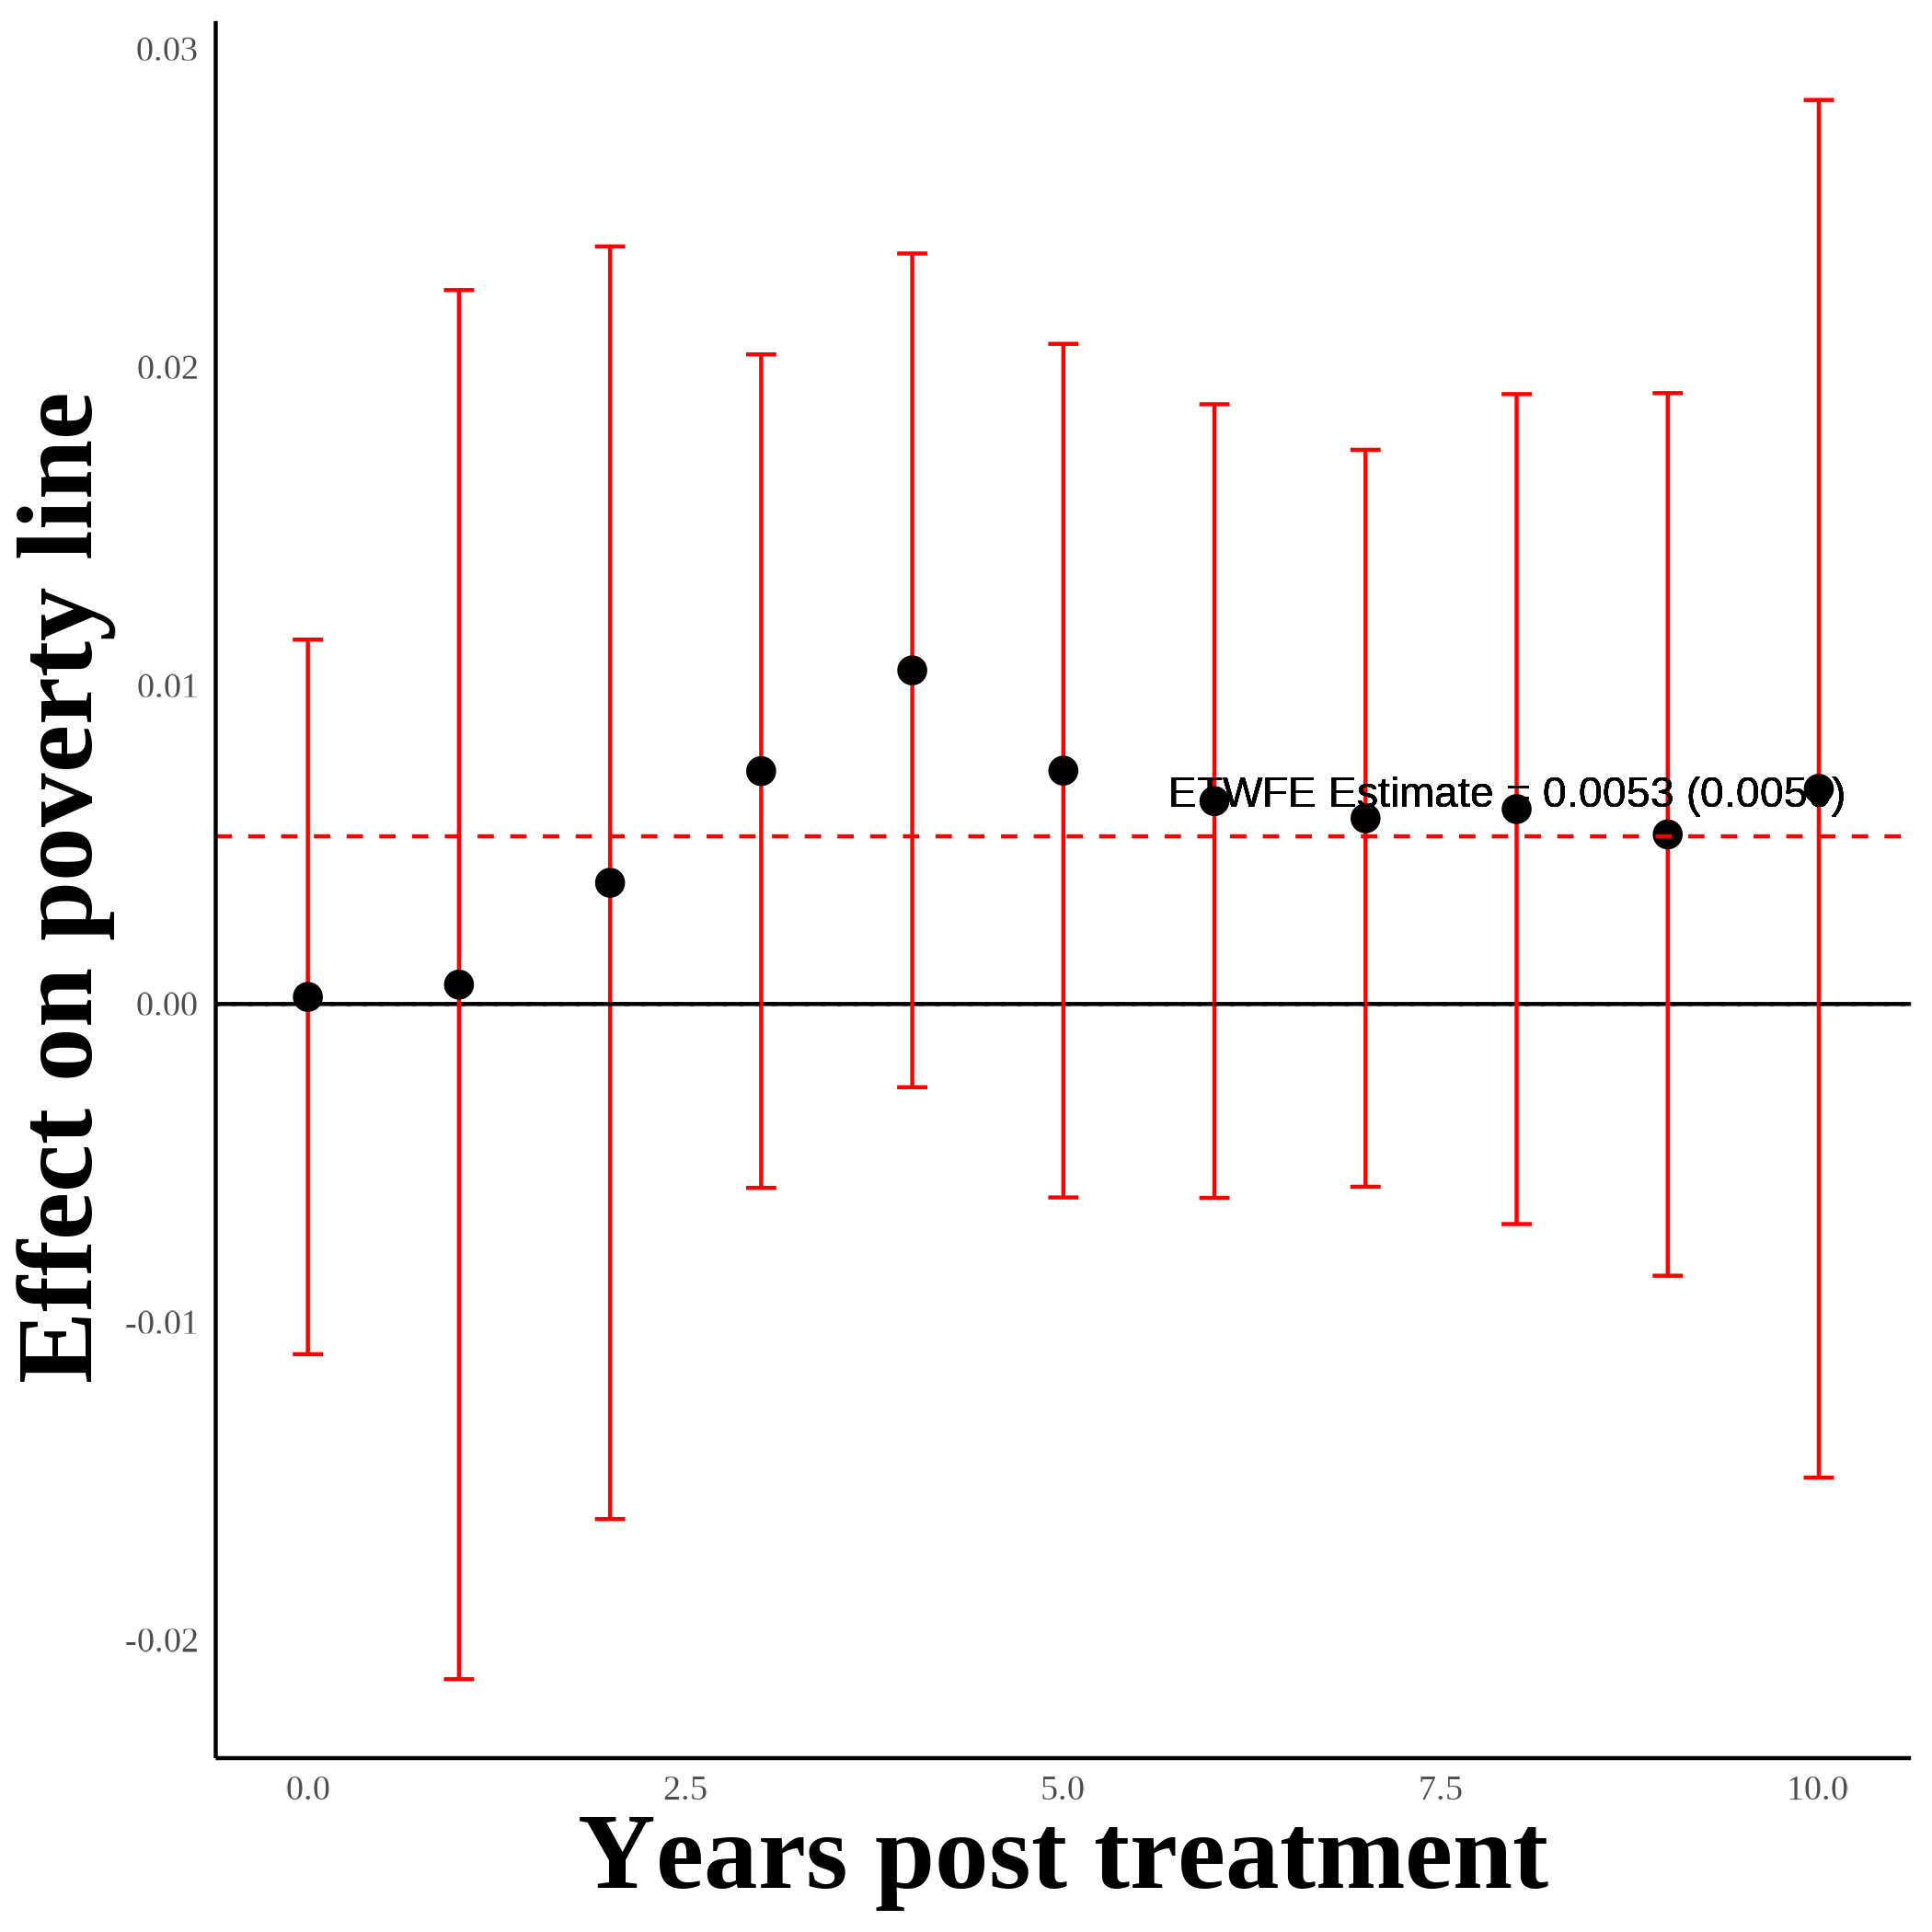 0.03
0.02
0.01
0.00
-0.01
-0.02
Effect on poverty line
ETWFE Estimate = 0.0053
0.0 2.5 5.0 7.5 10.0
Years post treatment